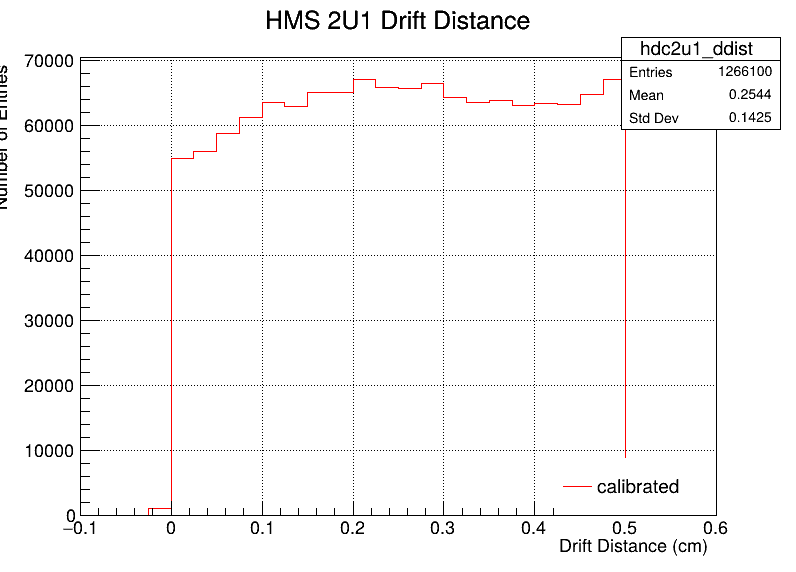 HMS 2U1 Drift Distance
hdc2u1_ddist
Entries 1266100
Mean 0.2544
Std Dev 0.1425
Number of Entries
70000
60000
50000
40000
30000
20000
10000
0
calibrated
−0.1 0 0.1 0.2 0.3 0.4 0.5 0.6
Drift Distance (cm)